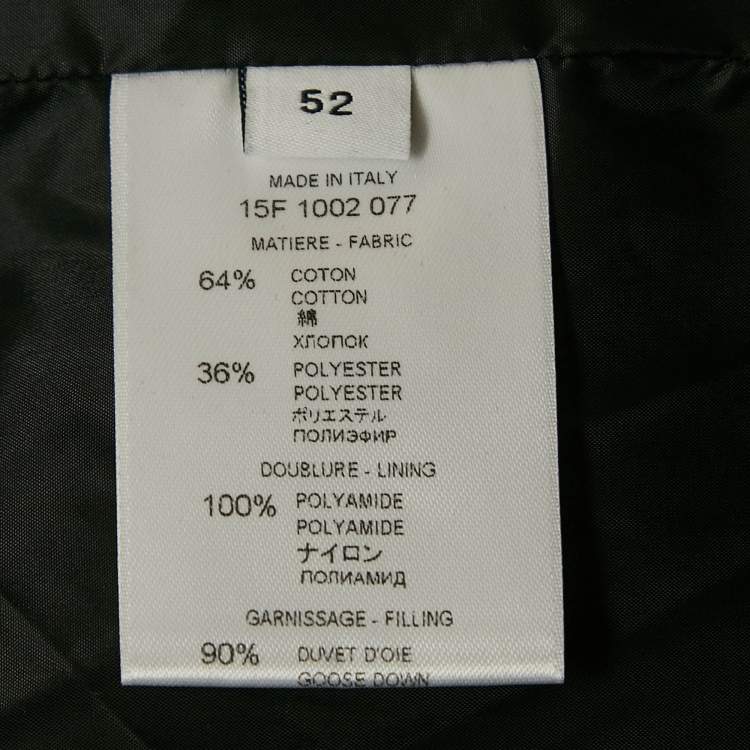 52
MADE IN ITALY
15F 1002 077
MATIERE - FABRIC
64% COTON
COTTON
綿
ХЛОПОК
36% POLYESTER
POLYESTER
ポリエステル
ПОЛИЭФИР
DOUBLURE - LINING
100% POLYAMIDE
POLYAMIDE
ナイロン
ПОЛИАМИД
GARNISSAGE - FILLING
90% DUVET D'OIE
GOOSE DOWN